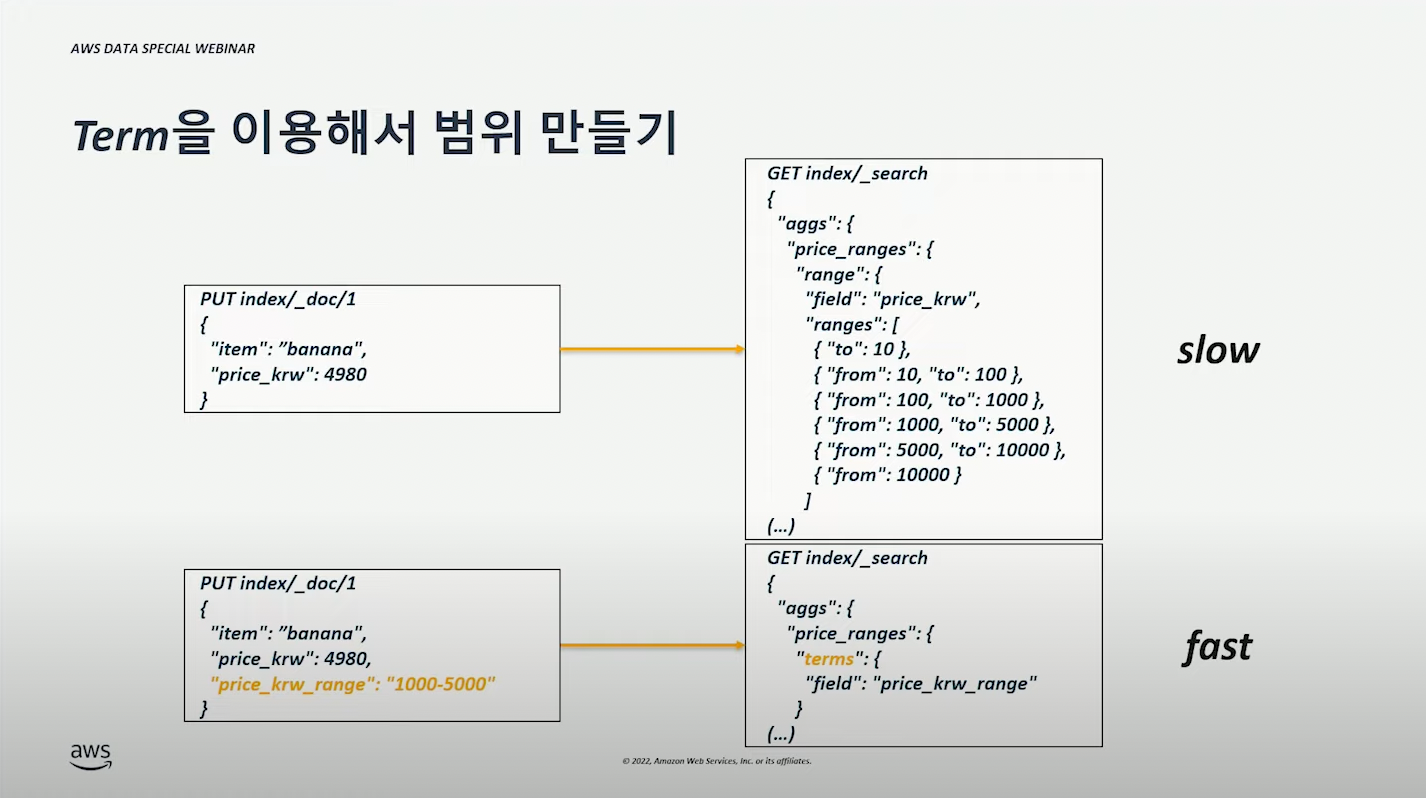 AWS DATA SPECIAL WEBINAR
Term을 이용해서 범위 만들기
PUT index/_doc/1
{
"item": ”banana",
"price_krw": 4980
}
GET index/_search
{
"aggs": {
"price_ranges": {
"range": {
"field": "price_krw",
"ranges": [
{ "to": 10 },
{ "from": 10, "to": 100 },
{ "from": 100, "to": 1000 },
{ "from": 1000, "to": 5000 },
{ "from": 5000, "to": 10000 },
{ "from": 10000 }
]
(...)
slow
PUT index/_doc/1
{
"item": ”banana",
"price_krw": 4980,
"price_krw_range": "1000-5000"
}
GET index/_search
{
"aggs": {
"price_ranges": {
"terms": {
"field": "price_krw_range"
}
(...)
fast
aws
© 2022, Amazon Web Services, Inc. or its affiliates.